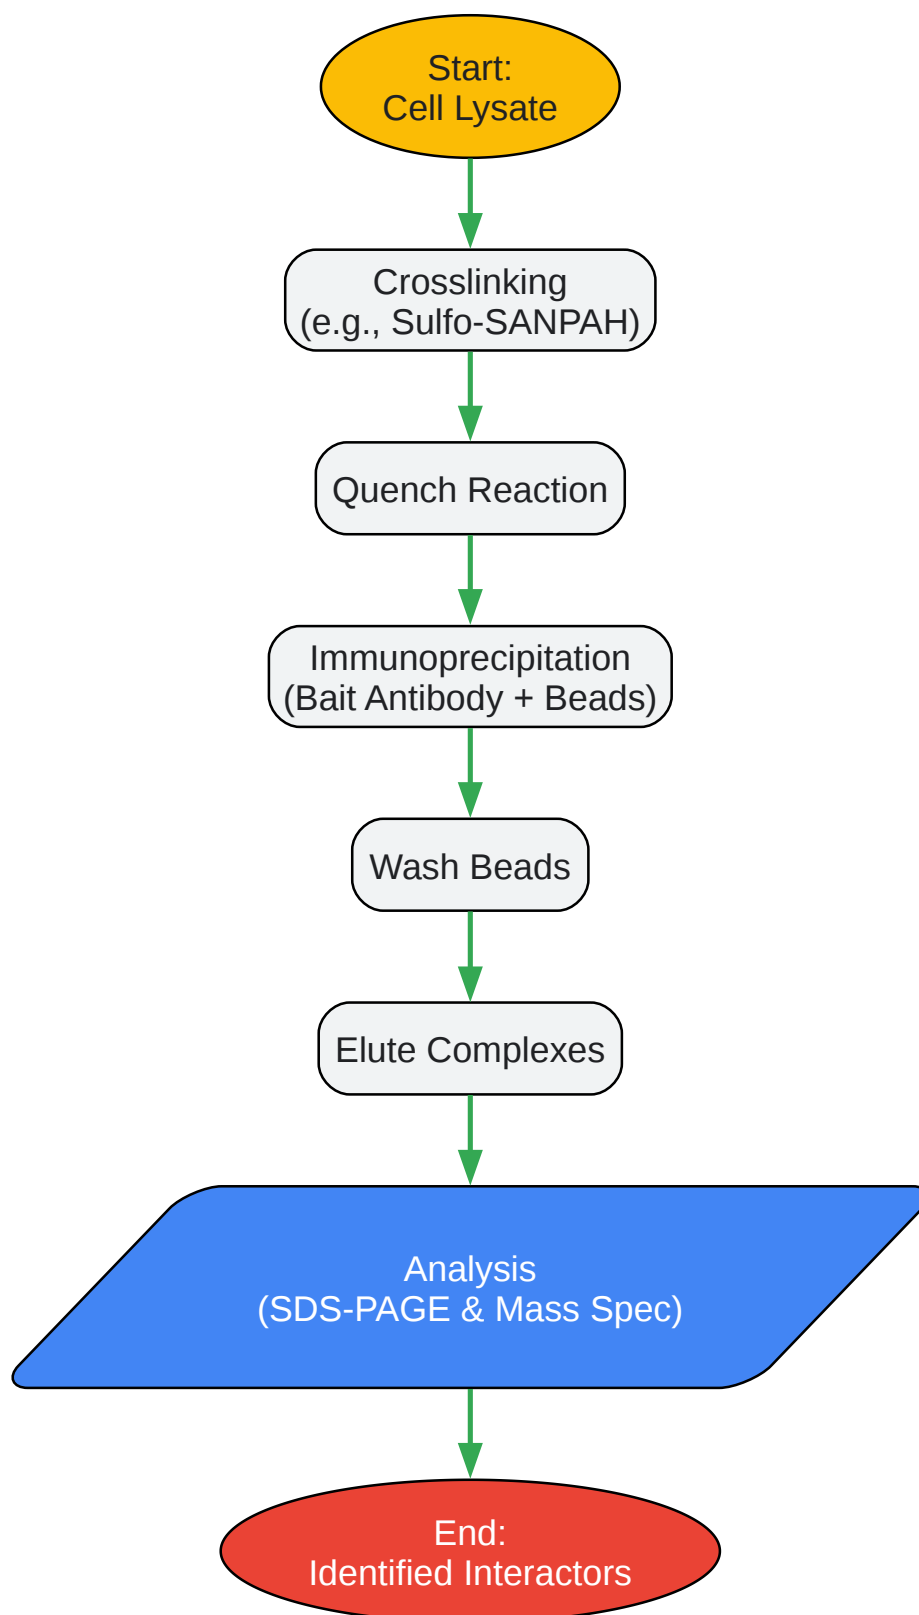 Start:
Cell Lysate
Crosslinking
(e.g., Sulfo-SANPAH)
Quench Reaction
Immunoprecipitation
(Bait Antibody + Beads)
Wash Beads
Elute Complexes
Analysis
(SDS-PAGE & Mass Spec)
End:
Identified Interactors